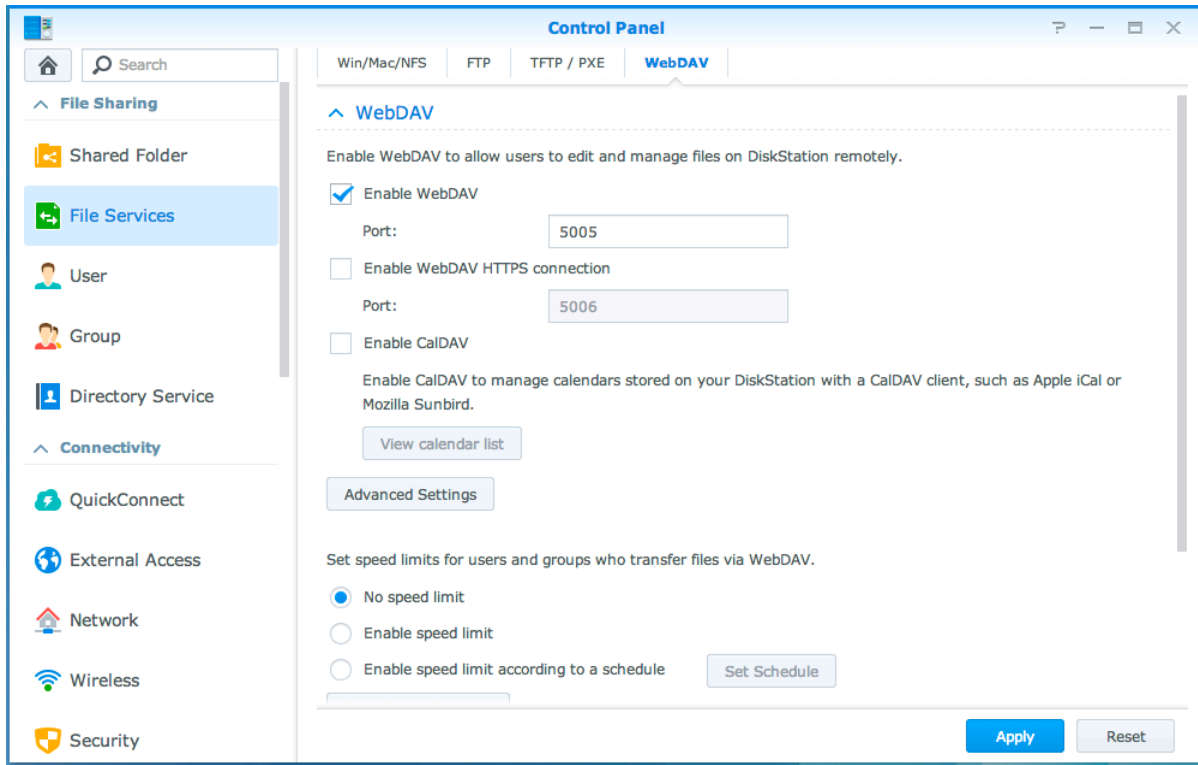 Control Panel
Search
File Sharing
Shared Folder
File Services
User
Group
Directory Service
Connectivity
QuickConnect
External Access
Network
Wireless
Security
Win/Mac/NFS FTP TFTP / PXE WebDAV
WebDAV
Enable WebDAV to allow users to edit and manage files on DiskStation remotely.
Enable WebDAV
Port: 5005
Enable WebDAV HTTPS connection
Port: 5006
Enable CalDAV
Enable CalDAV to manage calendars stored on your DiskStation with a CalDAV client, such as Apple iCal or
Mozilla Sunbird.
View calendar list
Advanced Settings
Set speed limits for users and groups who transfer files via WebDAV.
No speed limit
Enable speed limit
Enable speed limit according to a schedule Set Schedule
Apply Reset